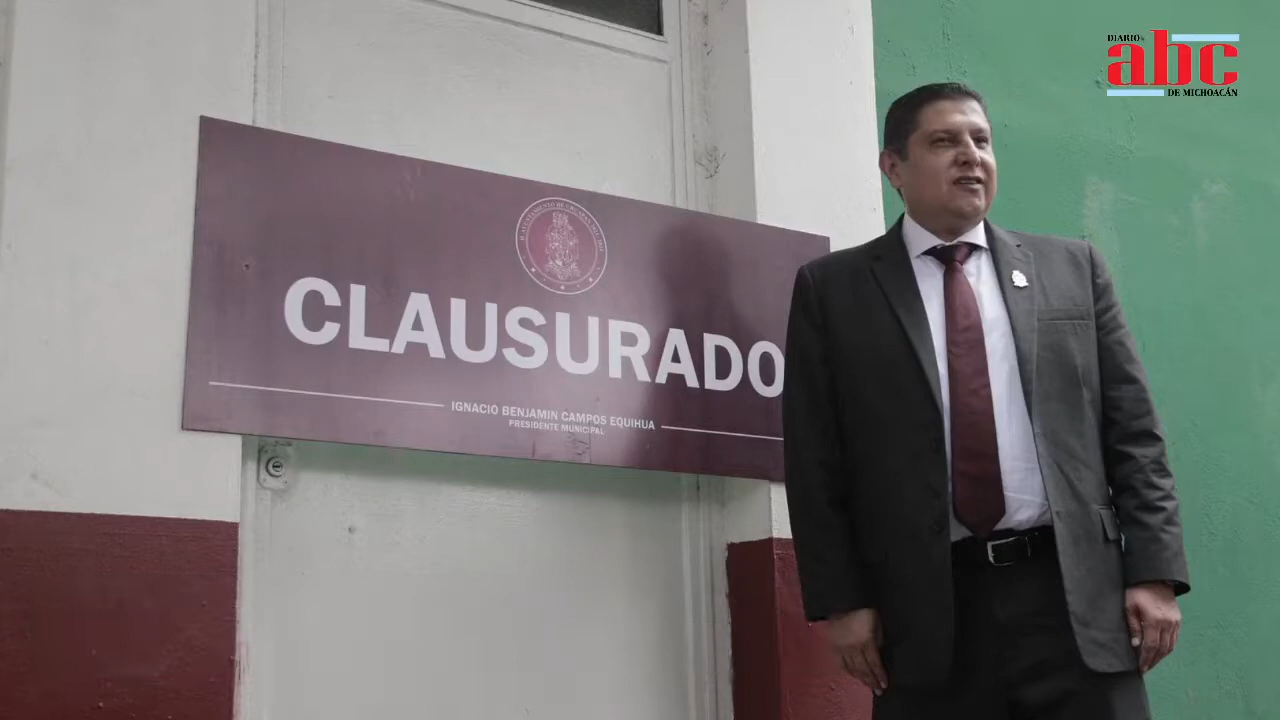 DIARIO
abc
DE MICHOACÁN
CLAUSURADO
IGNACIO BENJAMIN CAMPOS EQUIHUA
PRESIDENTE MUNICIPAL